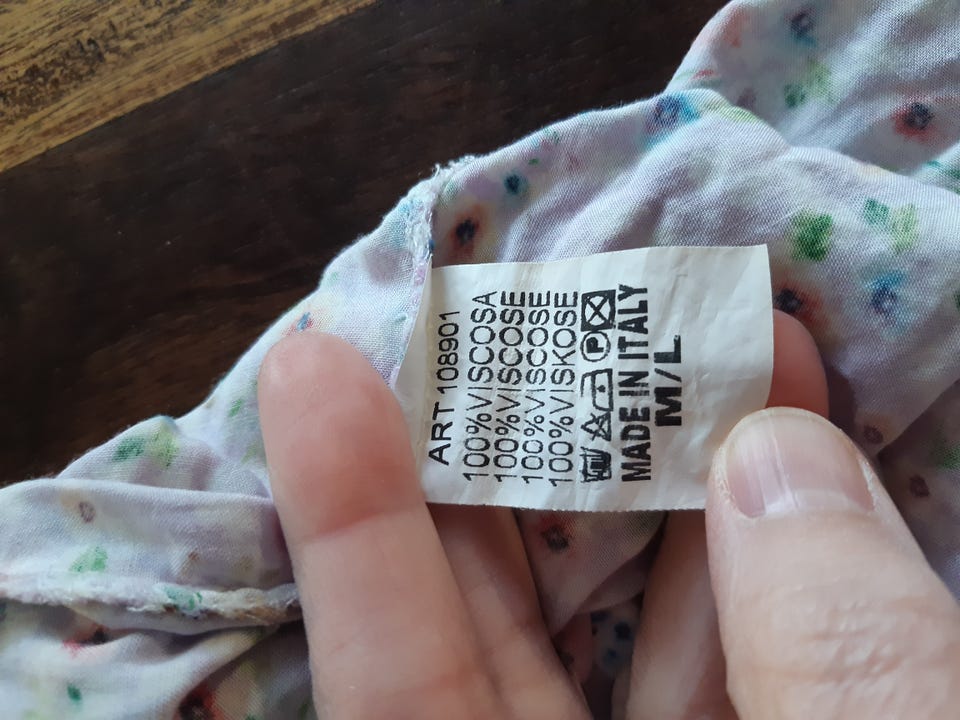 ART 108901
100%VISCOSA
100%VISCOSE
100%VISCOSE
100%VISKOSE
P
MADE IN ITALY
M/L